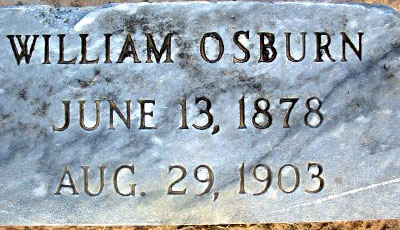 WILLIAM OSBURN
JUNE 13, 1878
AUG. 29, 1903